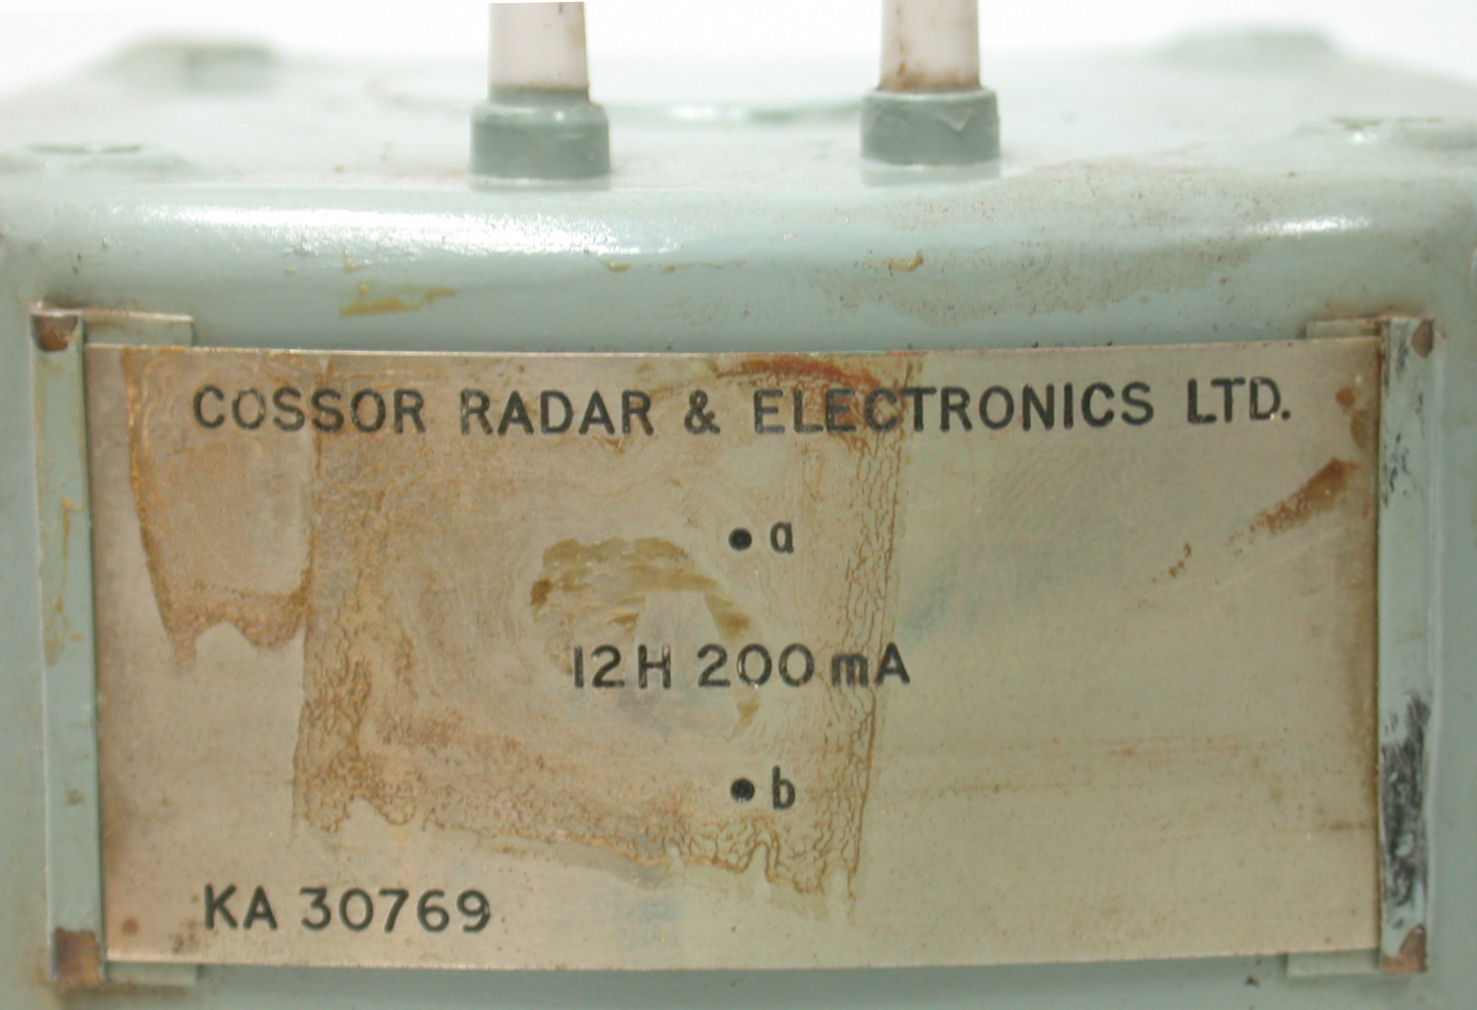 COSSOR RADAR & ELECTRONICS LTD.
a
12H 200mA
b
KA 30769